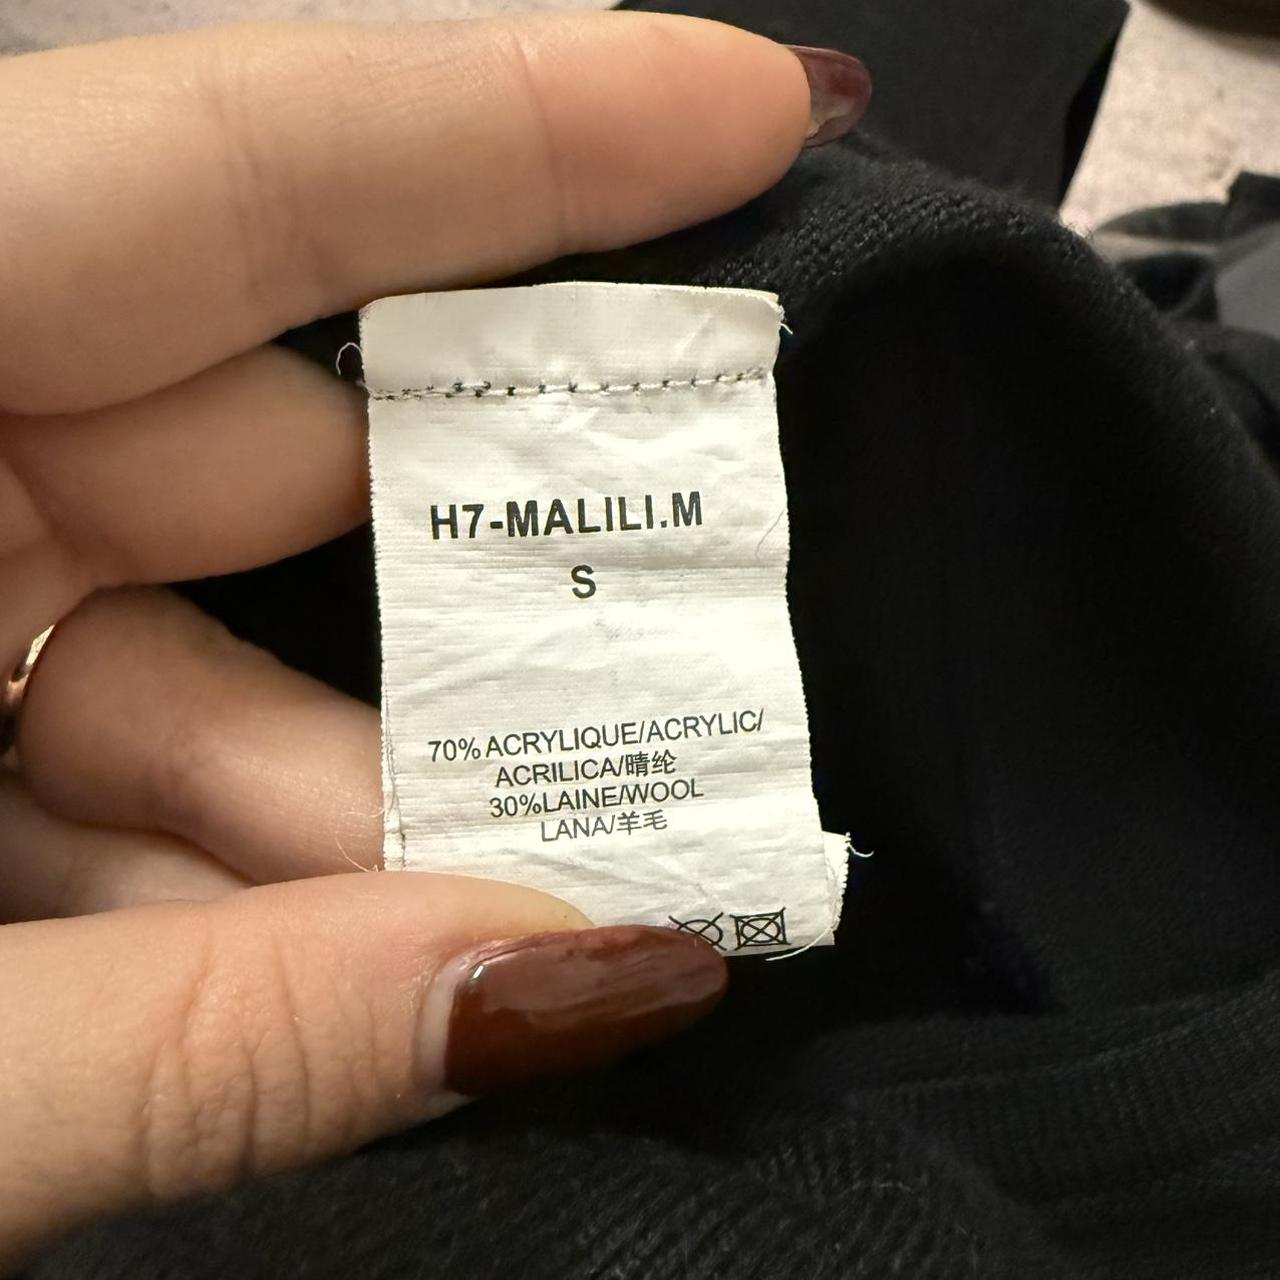 H7-MALILI.M
S
70% ACRYLIQUE/ACRYLIC/
ACRILICA/晴纶
30%LAINE/WOOL
LANA/羊毛